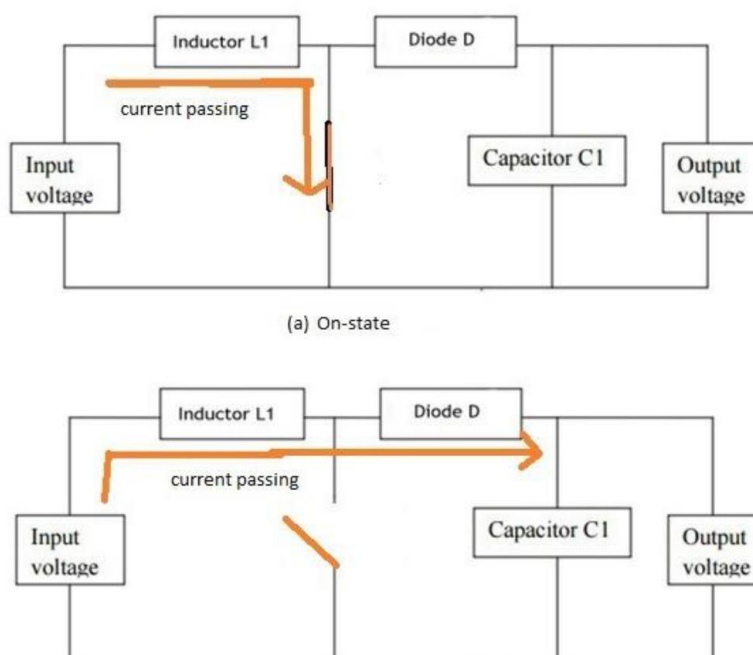 Inductor L1
Diode D
current passing
Input
voltage
Capacitor C1
Output
voltage
(a) On-state
Inductor L1
Diode D
current passing
Input
voltage
Capacitor C1
Output
voltage